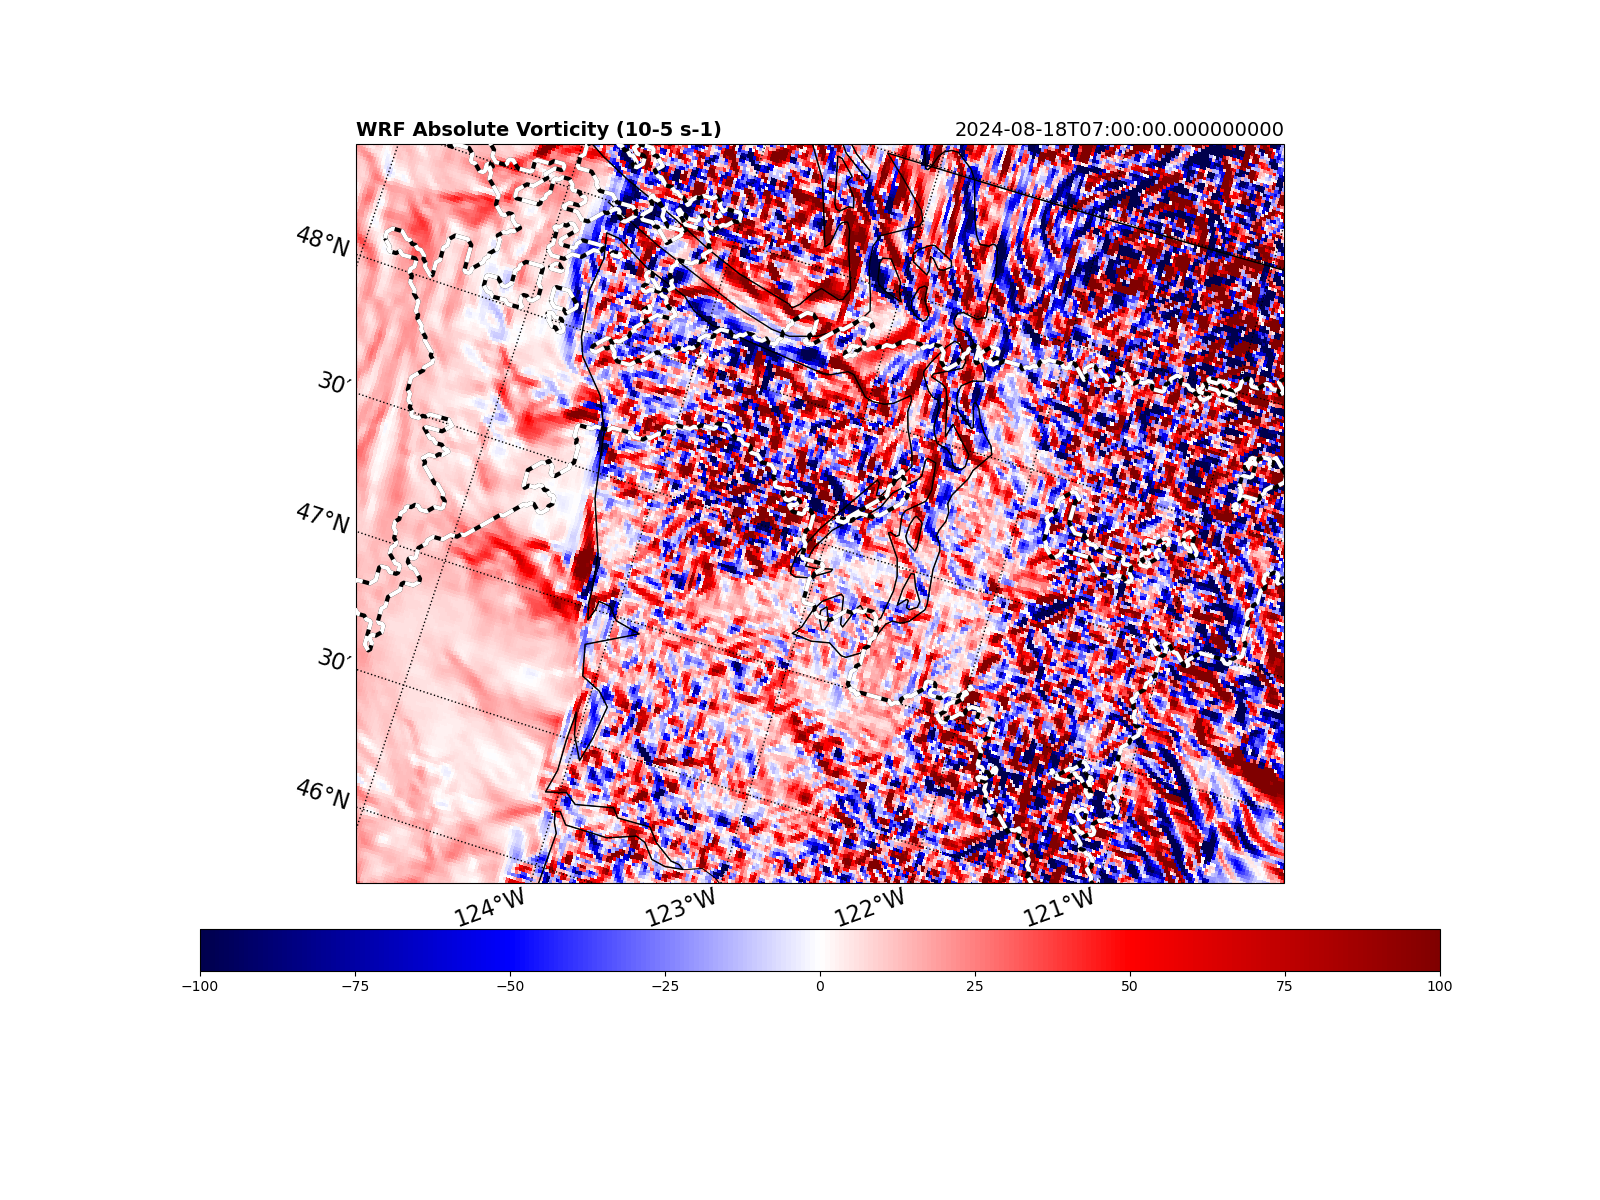 WRF Absolute Vorticity (10-5 s-1) 2024-08-18T07:00:00.000000000
48°N
30′
47°N
30′
46°N
124°W 123°W 122°W 121°W
−100 −75 −50 −25 0 25 50 75 100